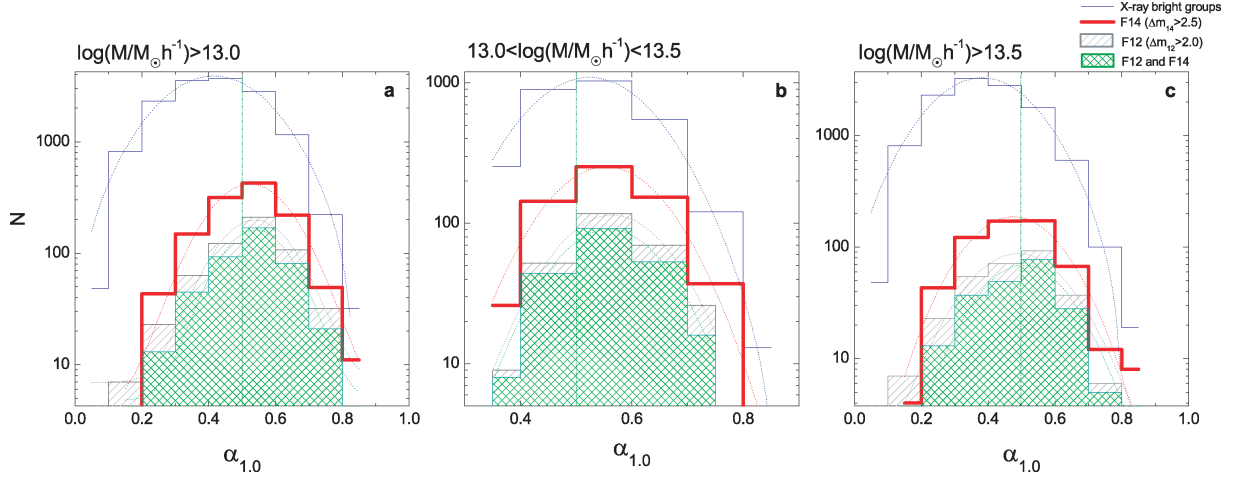 X-ray bright groups
F14 (Δm₁₄>2.5)
F12 (Δm₁₂>2.0)
F12 and F14
log(M/M☉h⁻¹)>13.0
13.0<log(M/M☉h⁻¹)<13.5
log(M/M☉h⁻¹)>13.5
a
b
c
N
1000
100
10
1000
100
10
1000
100
10
0.0 0.2 0.4 0.6 0.8 1.0
0.4 0.6 0.8
0.0 0.2 0.4 0.6 0.8 1.0
α₁.₀
α₁.₀
α₁.₀